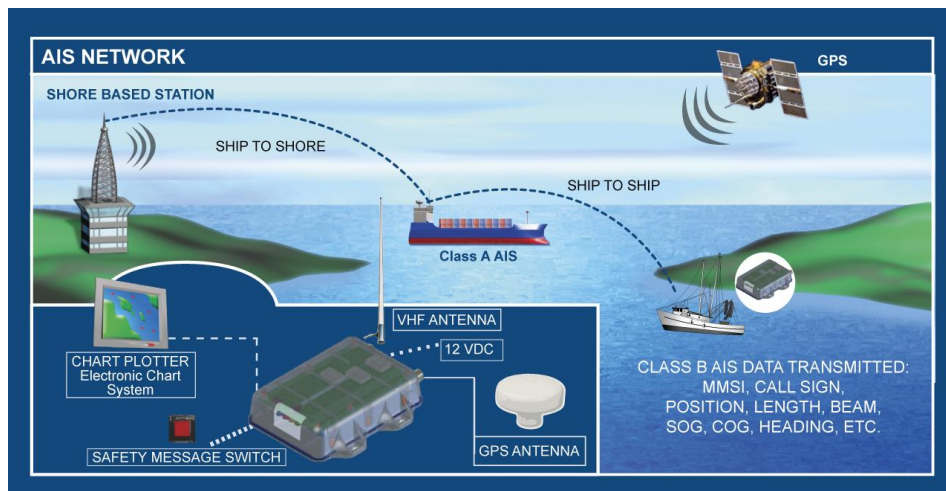 AIS NETWORK
GPS
SHORE BASED STATION
SHIP TO SHORE
SHIP TO SHIP
Class A AIS
VHF ANTENNA
12 VDC
CHART PLOTTER
Electronic Chart
System
SAFETY MESSAGE SWITCH
GPS ANTENNA
CLASS B AIS DATA TRANSMITTED:
MMSI, CALL SIGN,
POSITION, LENGTH, BEAM,
SOG, COG, HEADING, ETC.